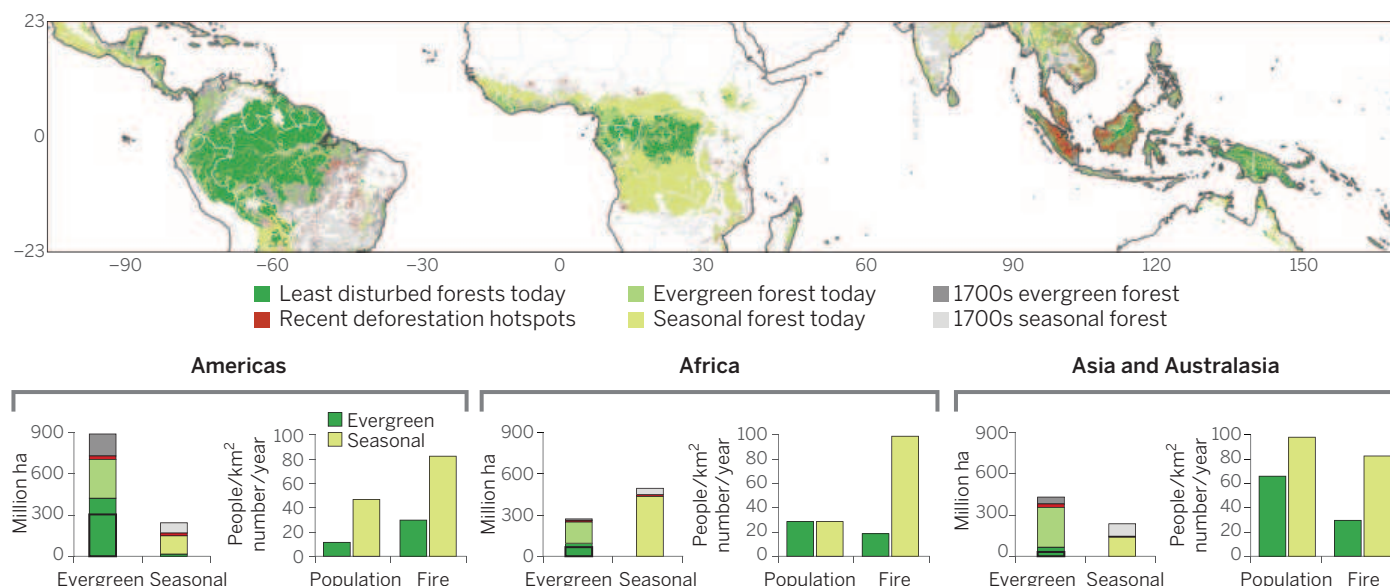 23
0
−23
−90 −60 −30 0 30 60 90 120 150
Least disturbed forests today Evergreen forest today 1700s evergreen forest
Recent deforestation hotspots Seasonal forest today 1700s seasonal forest
Americas
Million ha
900
600
300
0
Evergreen Seasonal
Evergreen
Seasonal
People/km²
number/year
100
80
60
40
20
0
Population Fire
Africa
Million ha
900
600
300
0
Evergreen Seasonal
People/km²
number/year
100
80
60
40
20
0
Population Fire
Asia and Australasia
Million ha
900
600
300
0
Evergreen Seasonal
People/km²
number/year
100
80
60
40
20
0
Population Fire